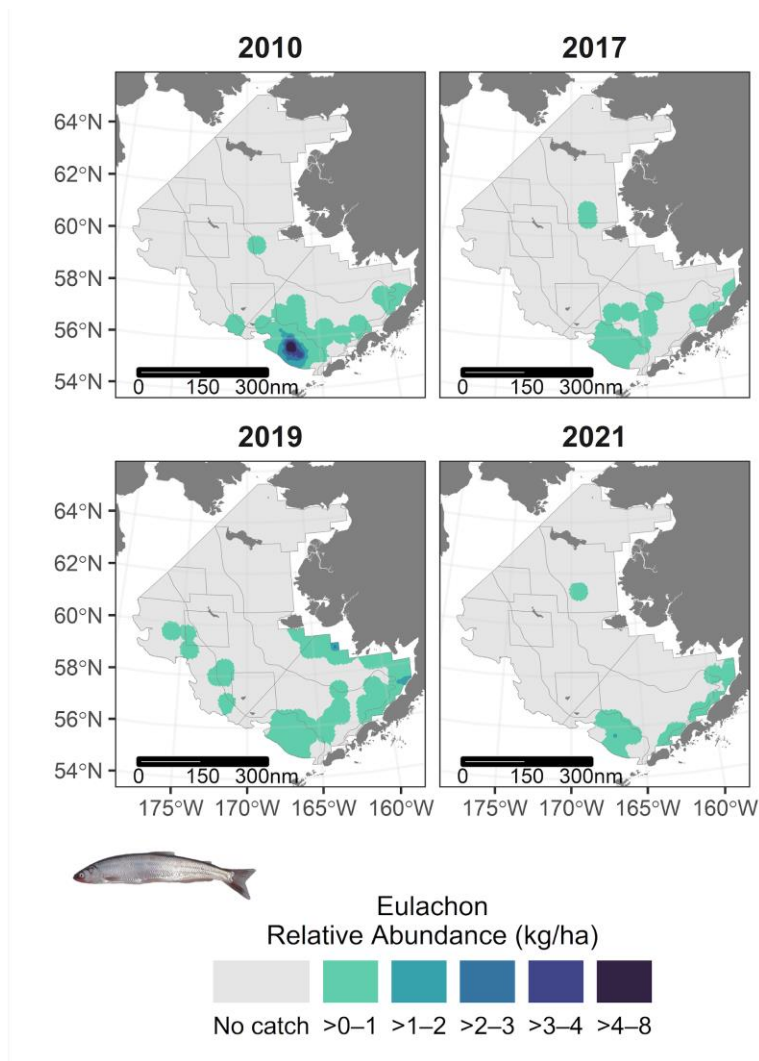 2010
2017
64°N
62°N
60°N
58°N
56°N
54°N
0 150 300nm
0 150 300nm
2019
2021
64°N
62°N
60°N
58°N
56°N
54°N
0 150 300nm
0 150 300nm
175°W 170°W 165°W 160°W
175°W 170°W 165°W 160°W
Eulachon
Relative Abundance (kg/ha)
No catch >0–1 >1–2 >2–3 >3–4 >4–8